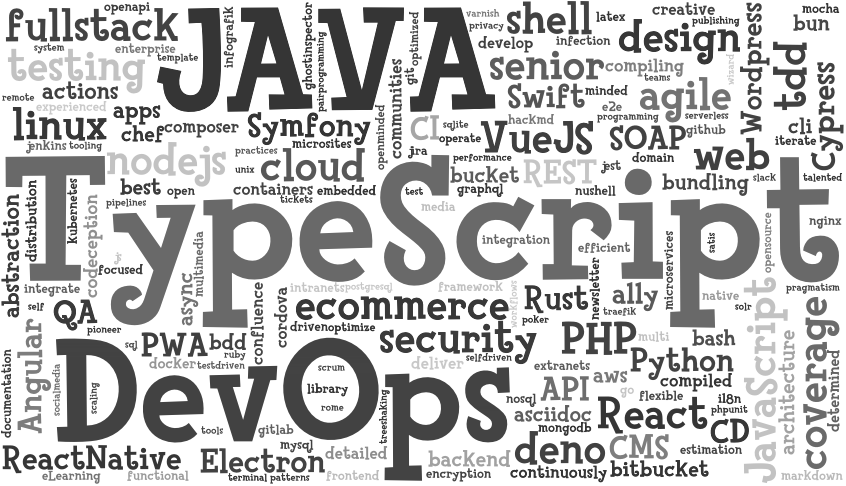 openapi
fullstack
system
enterprise
testing
template
actions
remote
experienced
apps
linux
chef
composer
jenkins
tooling
infografik
JAVA
ghostinspector
pairprogramming
communities
git
optimized
varnish
privacy
shell
latex
develop
infection
senior
compiling
teams
creative
publishing
design
mocha
bun
Wordpress
tdd
wizard
Cypress
Swift
minded
agile
e2e
serverless
hacKmd
programming
Symfony
microsites
openminded
CI
sqlite
operate
jra
VueJS
SOAP
github
cli
iterate
nodejs
practices
unix
cloud
performance
bucket
graphql
REST
jest
domain
web
slack
talented
nushell
bundling
best
open
containers
embedded
tickets
test
media
pipelines
TypeScript
abstraction
distribution
Kubernetes
codeception
integrate
focused
async
multimedia
integration
efficient
microservices
satis
opensource
nginx
pragmatism
self
QA
pioneer
intranets
postgresql
framework
workflows
newsletter
Rust
ally
traefik
native
solr
ecommerce
drivenoptimize
poker
confluence
cordova
security
PHP
multi
bash
JavaScript
architecture
coverage
determined
documentation
Angular
socialmedia
scaling
sql
PWA
bdd
ruby
docker
testdriven
DevOps
scrum
library
rome
treeshaking
deliver
selfdriven
extranets
aws
go
Python
compiled
API
flexible
i18n
phpunit
nosql
asciidoc
mongodb
React
CD
tools
gitlab
mysql
detailed
deno
CMS
estimation
ReactNative
Electron
backend
continuously
bitbucket
eLearning
functional
terminal
patterns
frontend
encryption
markdown